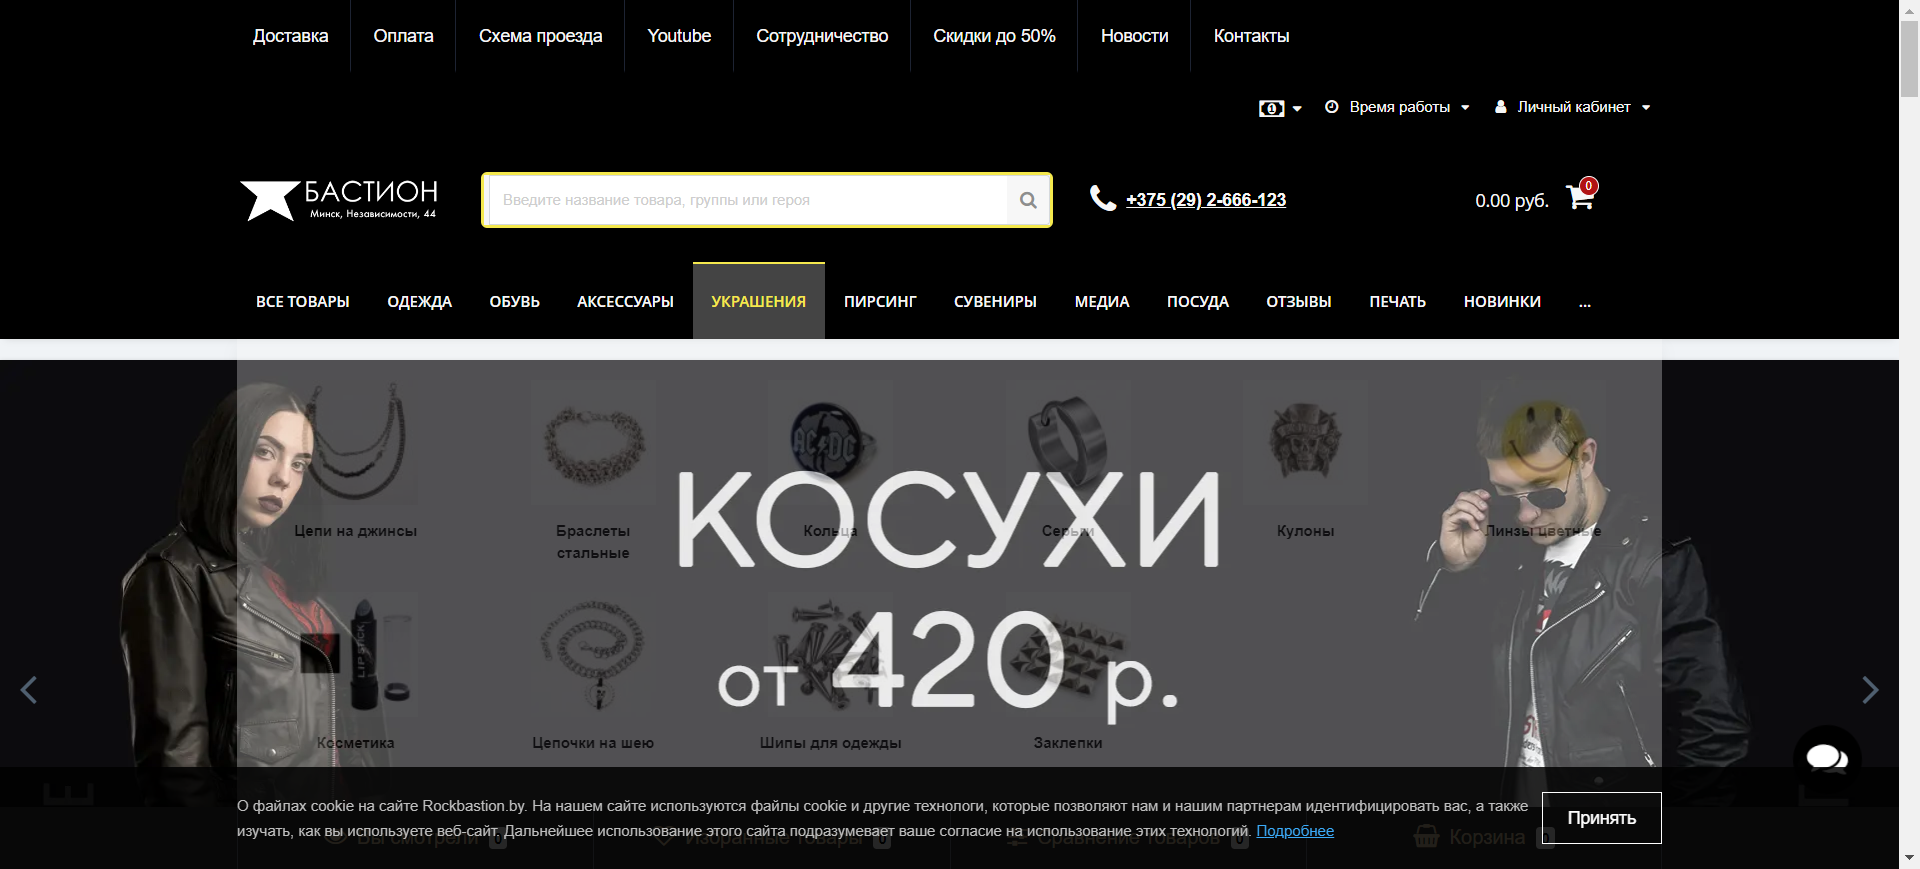 Доставка
Оплата
Схема проезда
Youtube
Сотрудничество
Скидки до 50%
Новости
Контакты
Время работы
Личный кабинет
БАСТИОН
Минск, Независимости, 44
Введите название товара, группы или героя
+375 (29) 2-666-123
0.00 руб.
0
ВСЕ ТОВАРЫ
ОДЕЖДА
ОБУВЬ
АКСЕССУАРЫ
УКРАШЕНИЯ
ПИРСИНГ
СУВЕНИРЫ
МЕДИА
ПОСУДА
ОТЗЫВЫ
ПЕЧАТЬ
НОВИНКИ
...
AC DC
КОСУХИ
Цепи на джинсы
Браслеты
стальные
Кольца
Серьги
Кулоны
Линзы цветные
LIPSTICK
от 420 р.
Косметика
Цепочки на шею
Шипы для одежды
Заклепки
О файлах cookie на сайте Rockbastion.by. На нашем сайте используются файлы cookie и другие технологи, которые позволяют нам и нашим партнерам идентифицировать вас, а также
изучать, как вы используете веб-сайт. Дальнейшее использование этого сайта подразумевает ваше согласие на использование этих технологий. Подробнее
Принять
Вы смотрели 0
Избранные товары 0
Сравнение товаров 0
Корзина 0